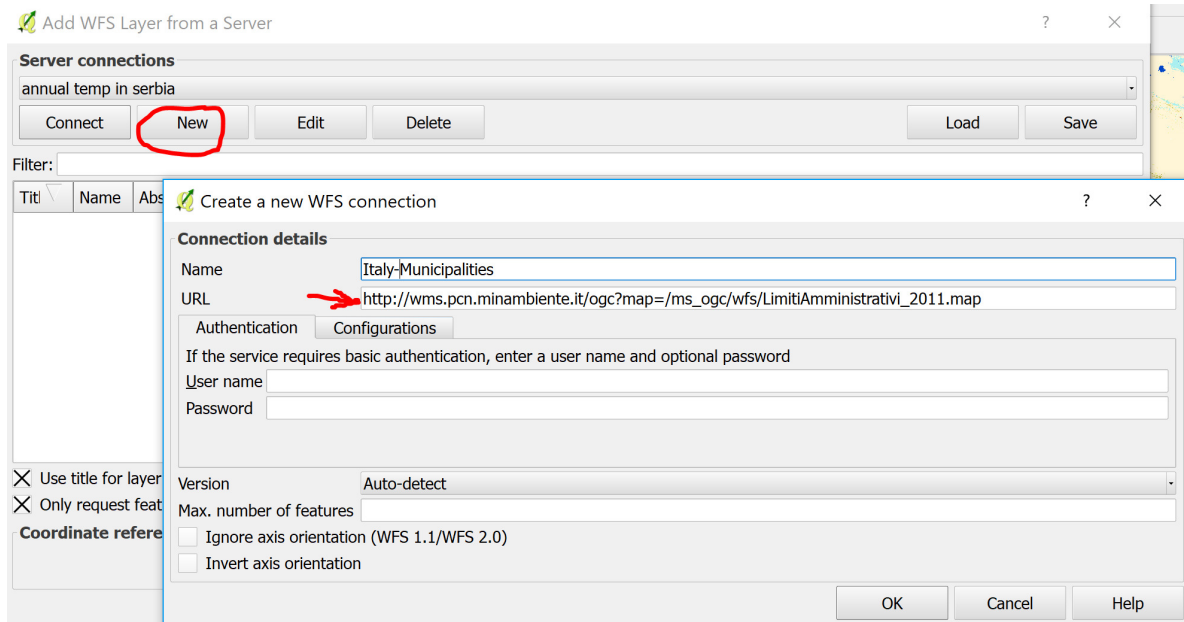 Add WFS Layer from a Server
?
Server connections
annual temp in serbia
Connect New Edit Delete Load Save
Filter:
Titl Name Abs
Create a new WFS connection
?
Connection details
Name Italy-Municipalities
URL http://wms.pcn.minambiente.it/ogc?map=/ms_ogc/wfs/LimitiAmministrativi_2011.map
Authentication Configurations
If the service requires basic authentication, enter a user name and optional password
User name
Password
Use title for layer
Version Auto-detect
Only request feat
Max. number of features
Coordinate refere
Ignore axis orientation (WFS 1.1/WFS 2.0)
Invert axis orientation
OK Cancel Help